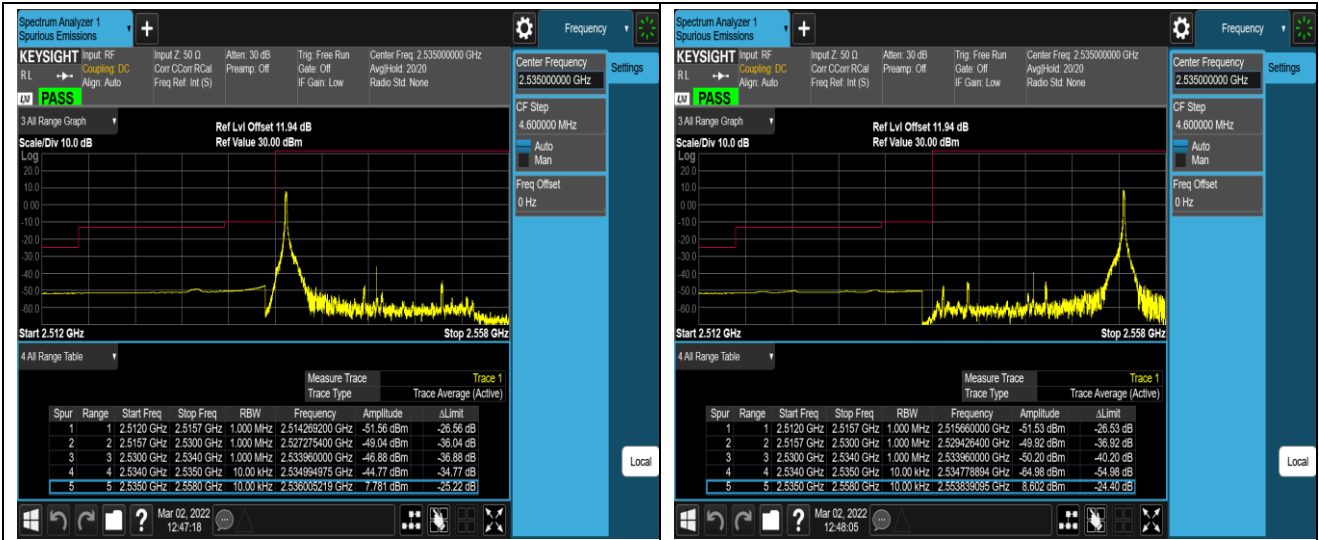 Spectrum Analyzer 1
Spurious Emissions
+
Frequency
KEYSIGHT
RL
Input: RF
Coupling: DC
Align: Auto
Input Z: 50 Ω
Corr CCorr RCal
Freq Ref: Int (S)
Atten: 30 dB
Preamp: Off
Trig: Free Run
Gate: Off
IF Gain: Low
Center Freq: 2.535000000 GHz
Avg|Hold: 20/20
Radio Std: None
LXI PASS
Center Frequency
2.535000000 GHz
Settings
CF Step
4.600000 MHz
Auto
Man
Freq Offset
0 Hz
3 All Range Graph
Ref Lvl Offset 11.94 dB
Scale/Div 10.0 dB
Ref Value 30.00 dBm
Log
20.0
10.0
0.00
-10.0
-20.0
-30.0
-40.0
-50.0
-60.0
Start 2.512 GHz
Stop 2.558 GHz
4 All Range Table
Measure Trace Trace 1
Trace Type Trace Average (Active)
Spur Range Start Freq Stop Freq RBW Frequency Amplitude ΔLimit
1 1 2.5120 GHz 2.5157 GHz 1.000 MHz 2.514269200 GHz -51.56 dBm -26.56 dB
2 2 2.5157 GHz 2.5300 GHz 1.000 MHz 2.527275400 GHz -49.04 dBm -36.04 dB
3 3 2.5300 GHz 2.5340 GHz 1.000 MHz 2.533960000 GHz -46.88 dBm -36.88 dB
4 4 2.5340 GHz 2.5350 GHz 10.00 kHz 2.534994975 GHz -44.77 dBm -34.77 dB
5 5 2.5350 GHz 2.5580 GHz 10.00 kHz 2.536005219 GHz 7.781 dBm -25.22 dB
Local
?
Mar 02, 2022
12:47:18
Spectrum Analyzer 1
Spurious Emissions
+
Frequency
KEYSIGHT
RL
Input: RF
Coupling: DC
Align: Auto
Input Z: 50 Ω
Corr CCorr RCal
Freq Ref: Int (S)
Atten: 30 dB
Preamp: Off
Trig: Free Run
Gate: Off
IF Gain: Low
Center Freq: 2.535000000 GHz
Avg|Hold: 20/20
Radio Std: None
LXI PASS
Center Frequency
2.535000000 GHz
Settings
CF Step
4.600000 MHz
Auto
Man
Freq Offset
0 Hz
3 All Range Graph
Ref Lvl Offset 11.94 dB
Scale/Div 10.0 dB
Ref Value 30.00 dBm
Log
20.0
10.0
0.00
-10.0
-20.0
-30.0
-40.0
-50.0
-60.0
Start 2.512 GHz
Stop 2.558 GHz
4 All Range Table
Measure Trace Trace 1
Trace Type Trace Average (Active)
Spur Range Start Freq Stop Freq RBW Frequency Amplitude ΔLimit
1 1 2.5120 GHz 2.5157 GHz 1.000 MHz 2.515660000 GHz -51.53 dBm -26.53 dB
2 2 2.5157 GHz 2.5300 GHz 1.000 MHz 2.529426400 GHz -49.92 dBm -36.92 dB
3 3 2.5300 GHz 2.5340 GHz 1.000 MHz 2.533960000 GHz -50.20 dBm -40.20 dB
4 4 2.5340 GHz 2.5350 GHz 10.00 kHz 2.534778894 GHz -64.98 dBm -54.98 dB
5 5 2.5350 GHz 2.5580 GHz 10.00 kHz 2.553839095 GHz 8.602 dBm -24.40 dB
Local
?
Mar 02, 2022
12:48:05